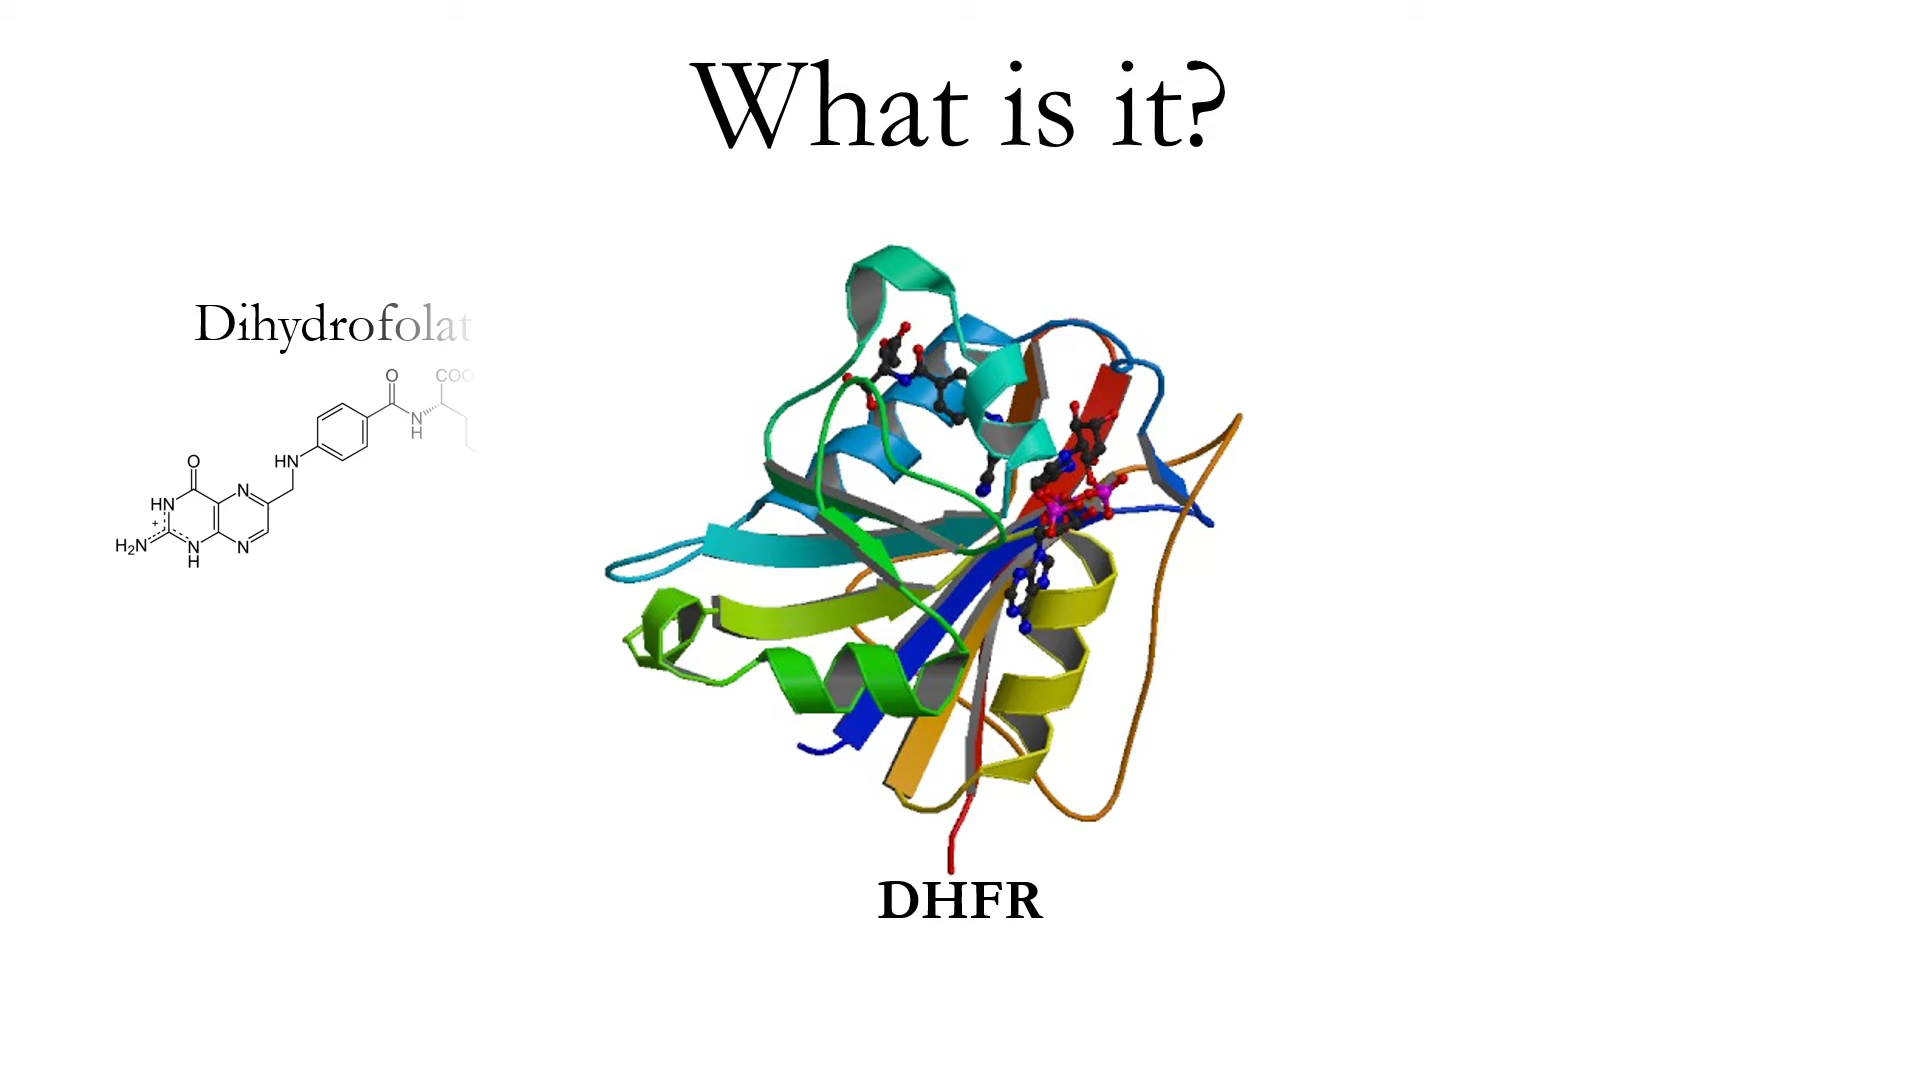 What is it?
Dihydrofolat
O
COO
N
H
HN
O
HN
N
+
H₂N
N
H
N
DHFR